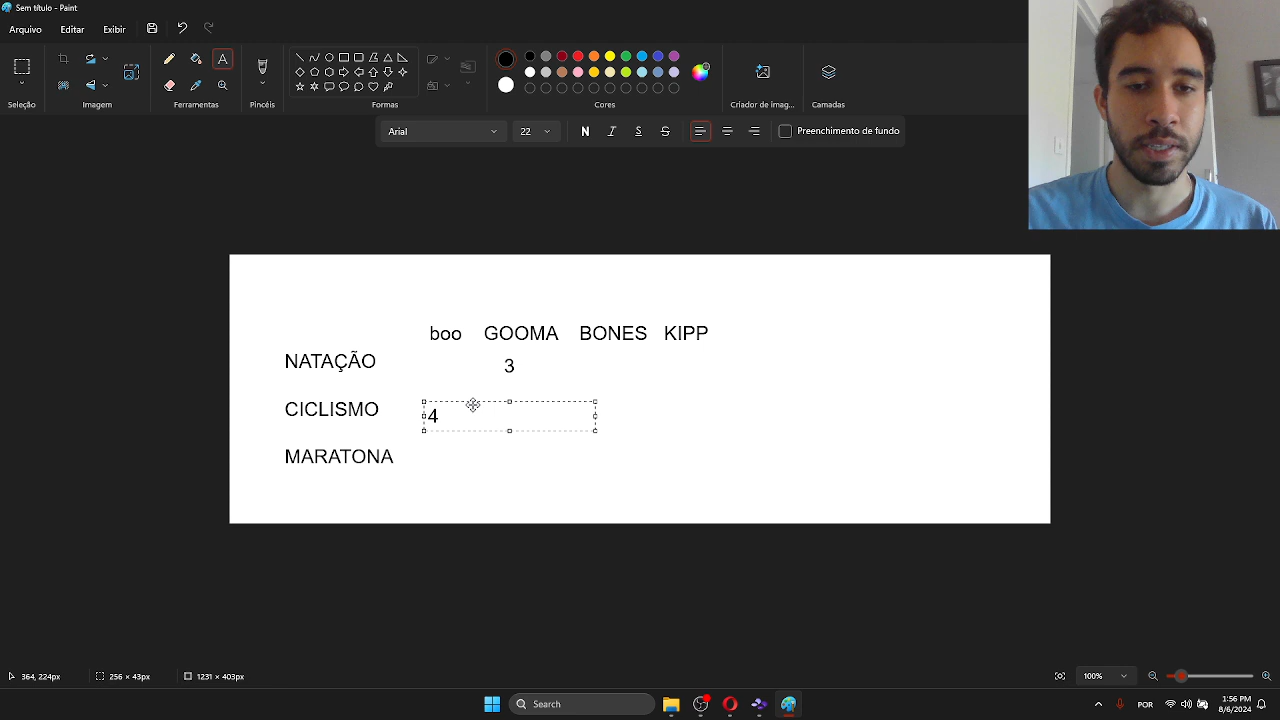 Sem título - Paint
Arquivo Editar Exibir
Seleção Imagem Ferramentas Pincéis Formas Cores Criador de imag... Camadas
Arial 22 N I S S Preenchimento de fundo
boo GOOMA BONES KIPP
NATAÇÃO 3
CICLISMO 4
MARATONA
364, 224px 256 × 43px 1231 × 403px 100%
Search POR 1:56 PM
8/6/2024